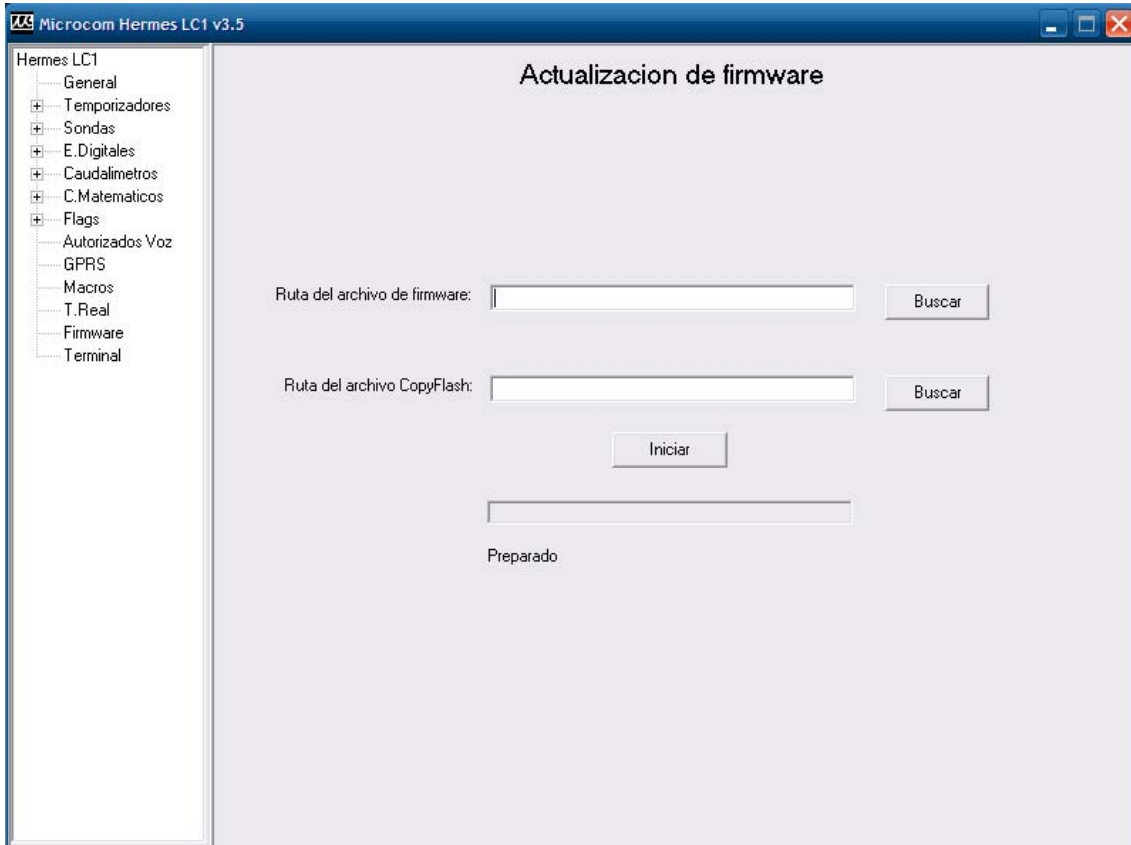 Microcom Hermes LC1 v3.5
Hermes LC1
General
Temporizadores
Sondas
E.Digitales
Caudalimetros
C.Matematicos
Flags
Autorizados Voz
GPRS
Macros
T.Real
Firmware
Terminal
Actualizacion de firmware
Ruta del archivo de firmware:
Buscar
Ruta del archivo CopyFlash:
Buscar
Iniciar
Preparado